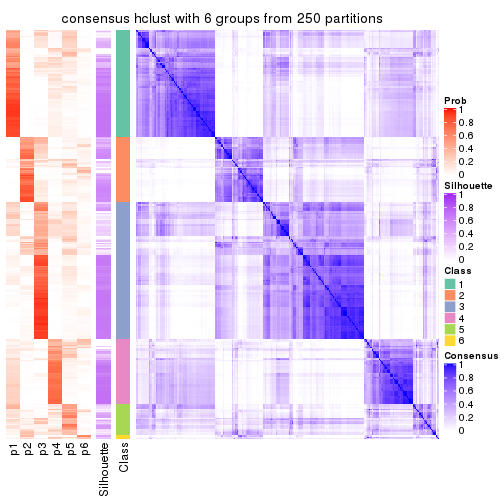 consensus hclust with 6 groups from 250 partitions
Prob
1
0.8
0.6
0.4
0.2
0
Silhouette
1
0.8
0.6
0.4
0.2
0
Class
1
2
3
4
5
6
Consensus
1
0.8
0.6
0.4
0.2
0
p1
p2
p3
p4
p5
p6
Silhouette
Class